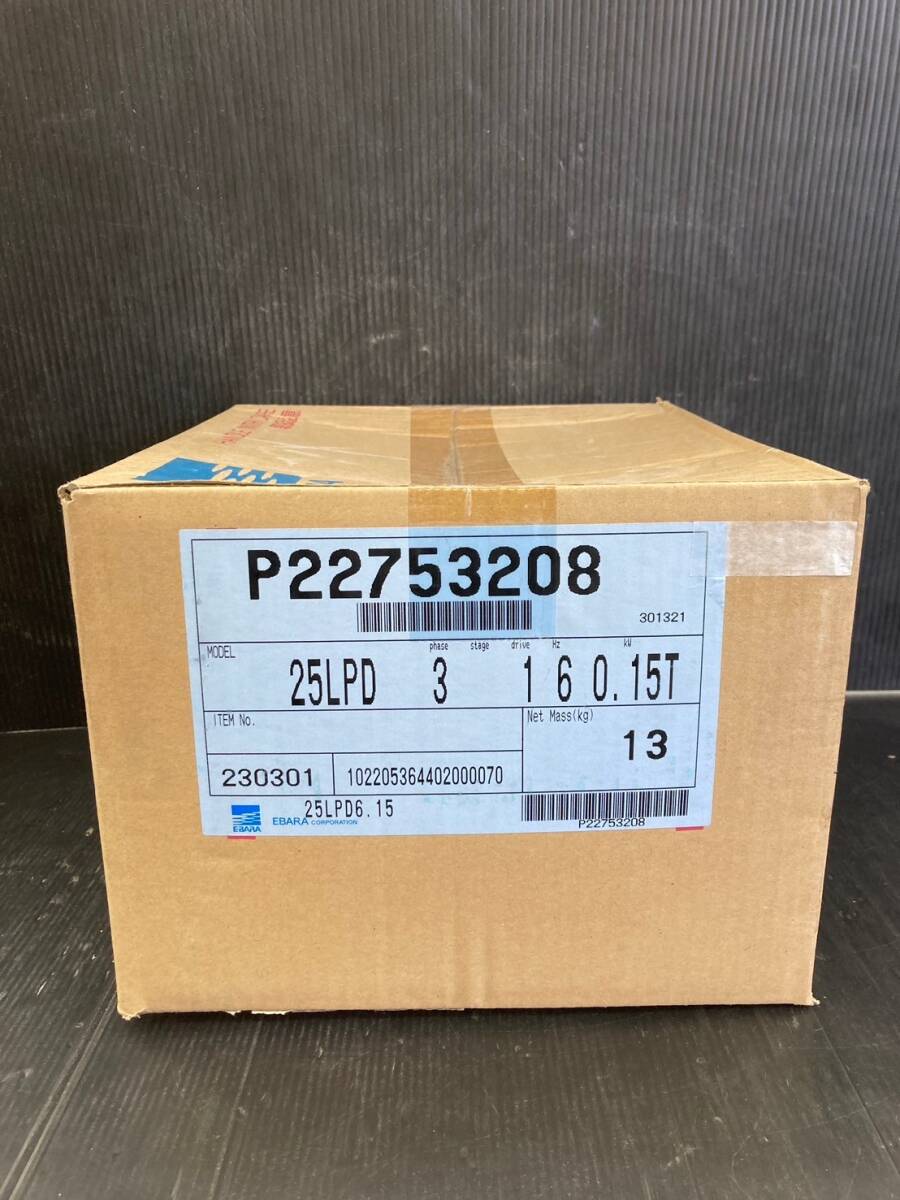 P22753208
301321
MODEL phase stage drive Hz kW
25LPD 3 1 6 0.15T
ITEM No. Net Mass(kg)
13
230301 102205364402000070
25LPD6.15
EBARA EBARA CORPORATION
P22753208